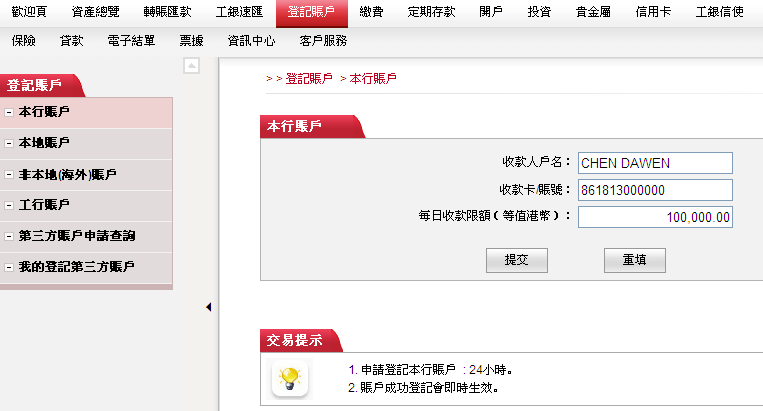 歡迎頁 資產總覽 轉賬匯款 工銀速匯 登記賬戶 繳費 定期存款 開戶 投資 貴金屬 信用卡 工銀信使
保險 貸款 電子結單 票據 資訊中心 客戶服務
登記賬戶
本行賬戶
本地賬戶
非本地(海外)賬戶
工行賬戶
第三方賬戶申請查詢
我的登記第三方賬戶
> > 登記賬戶 > 本行賬戶
本行賬戶
收款人戶名： CHEN DAWEN
收款卡/賬號： 861813000000
每日收款限額（等值港幣）： 100,000.00
提交 重填
交易提示
1. 申請登記本行賬戶 ：24小時。
2. 賬戶成功登記會即時生效。